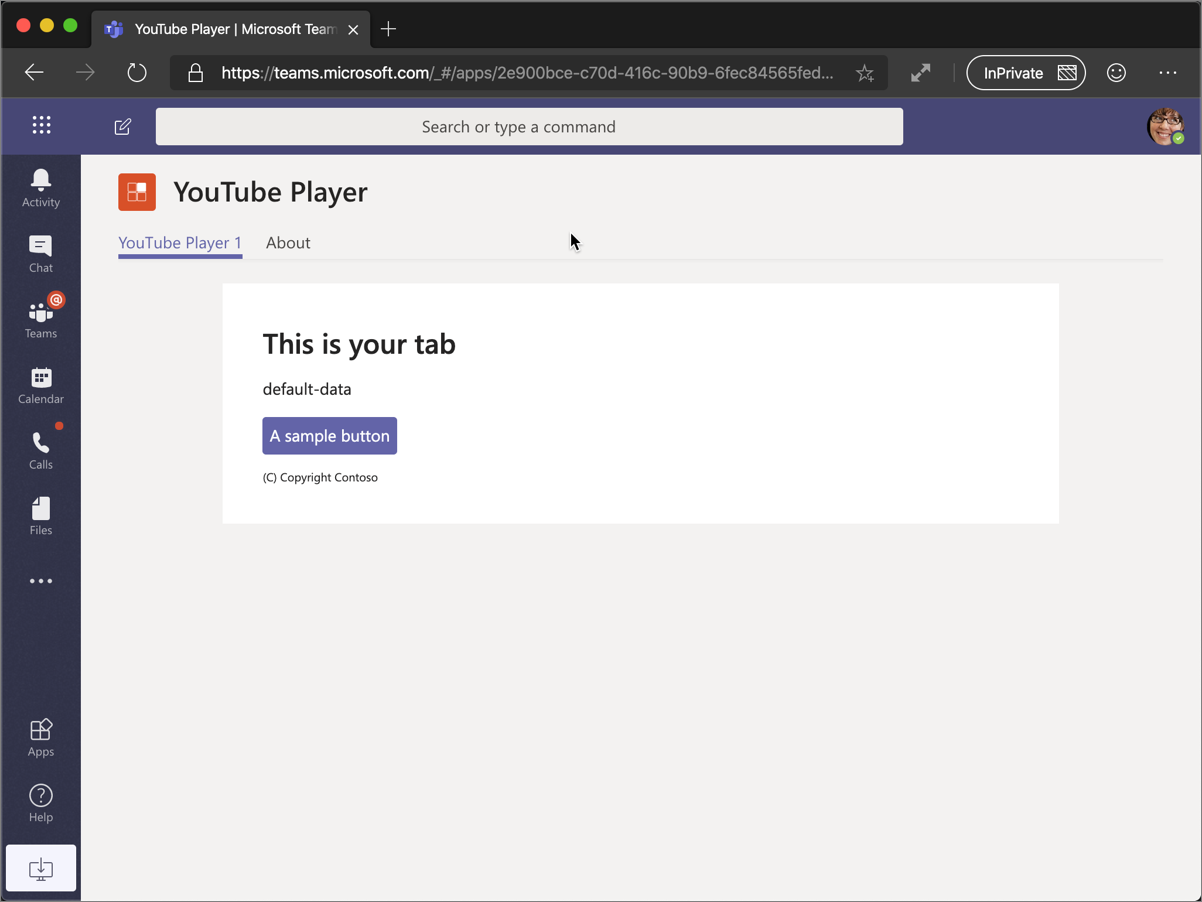 YouTube Player | Microsoft Team
https://teams.microsoft.com/_#/apps/2e900bce-c70d-416c-90b9-6fec84565fed...
InPrivate
Search or type a command
YouTube Player
YouTube Player 1
About
Activity
Chat
@
Teams
Calendar
Calls
Files
Apps
?
Help
This is your tab
default-data
A sample button
(C) Copyright Contoso